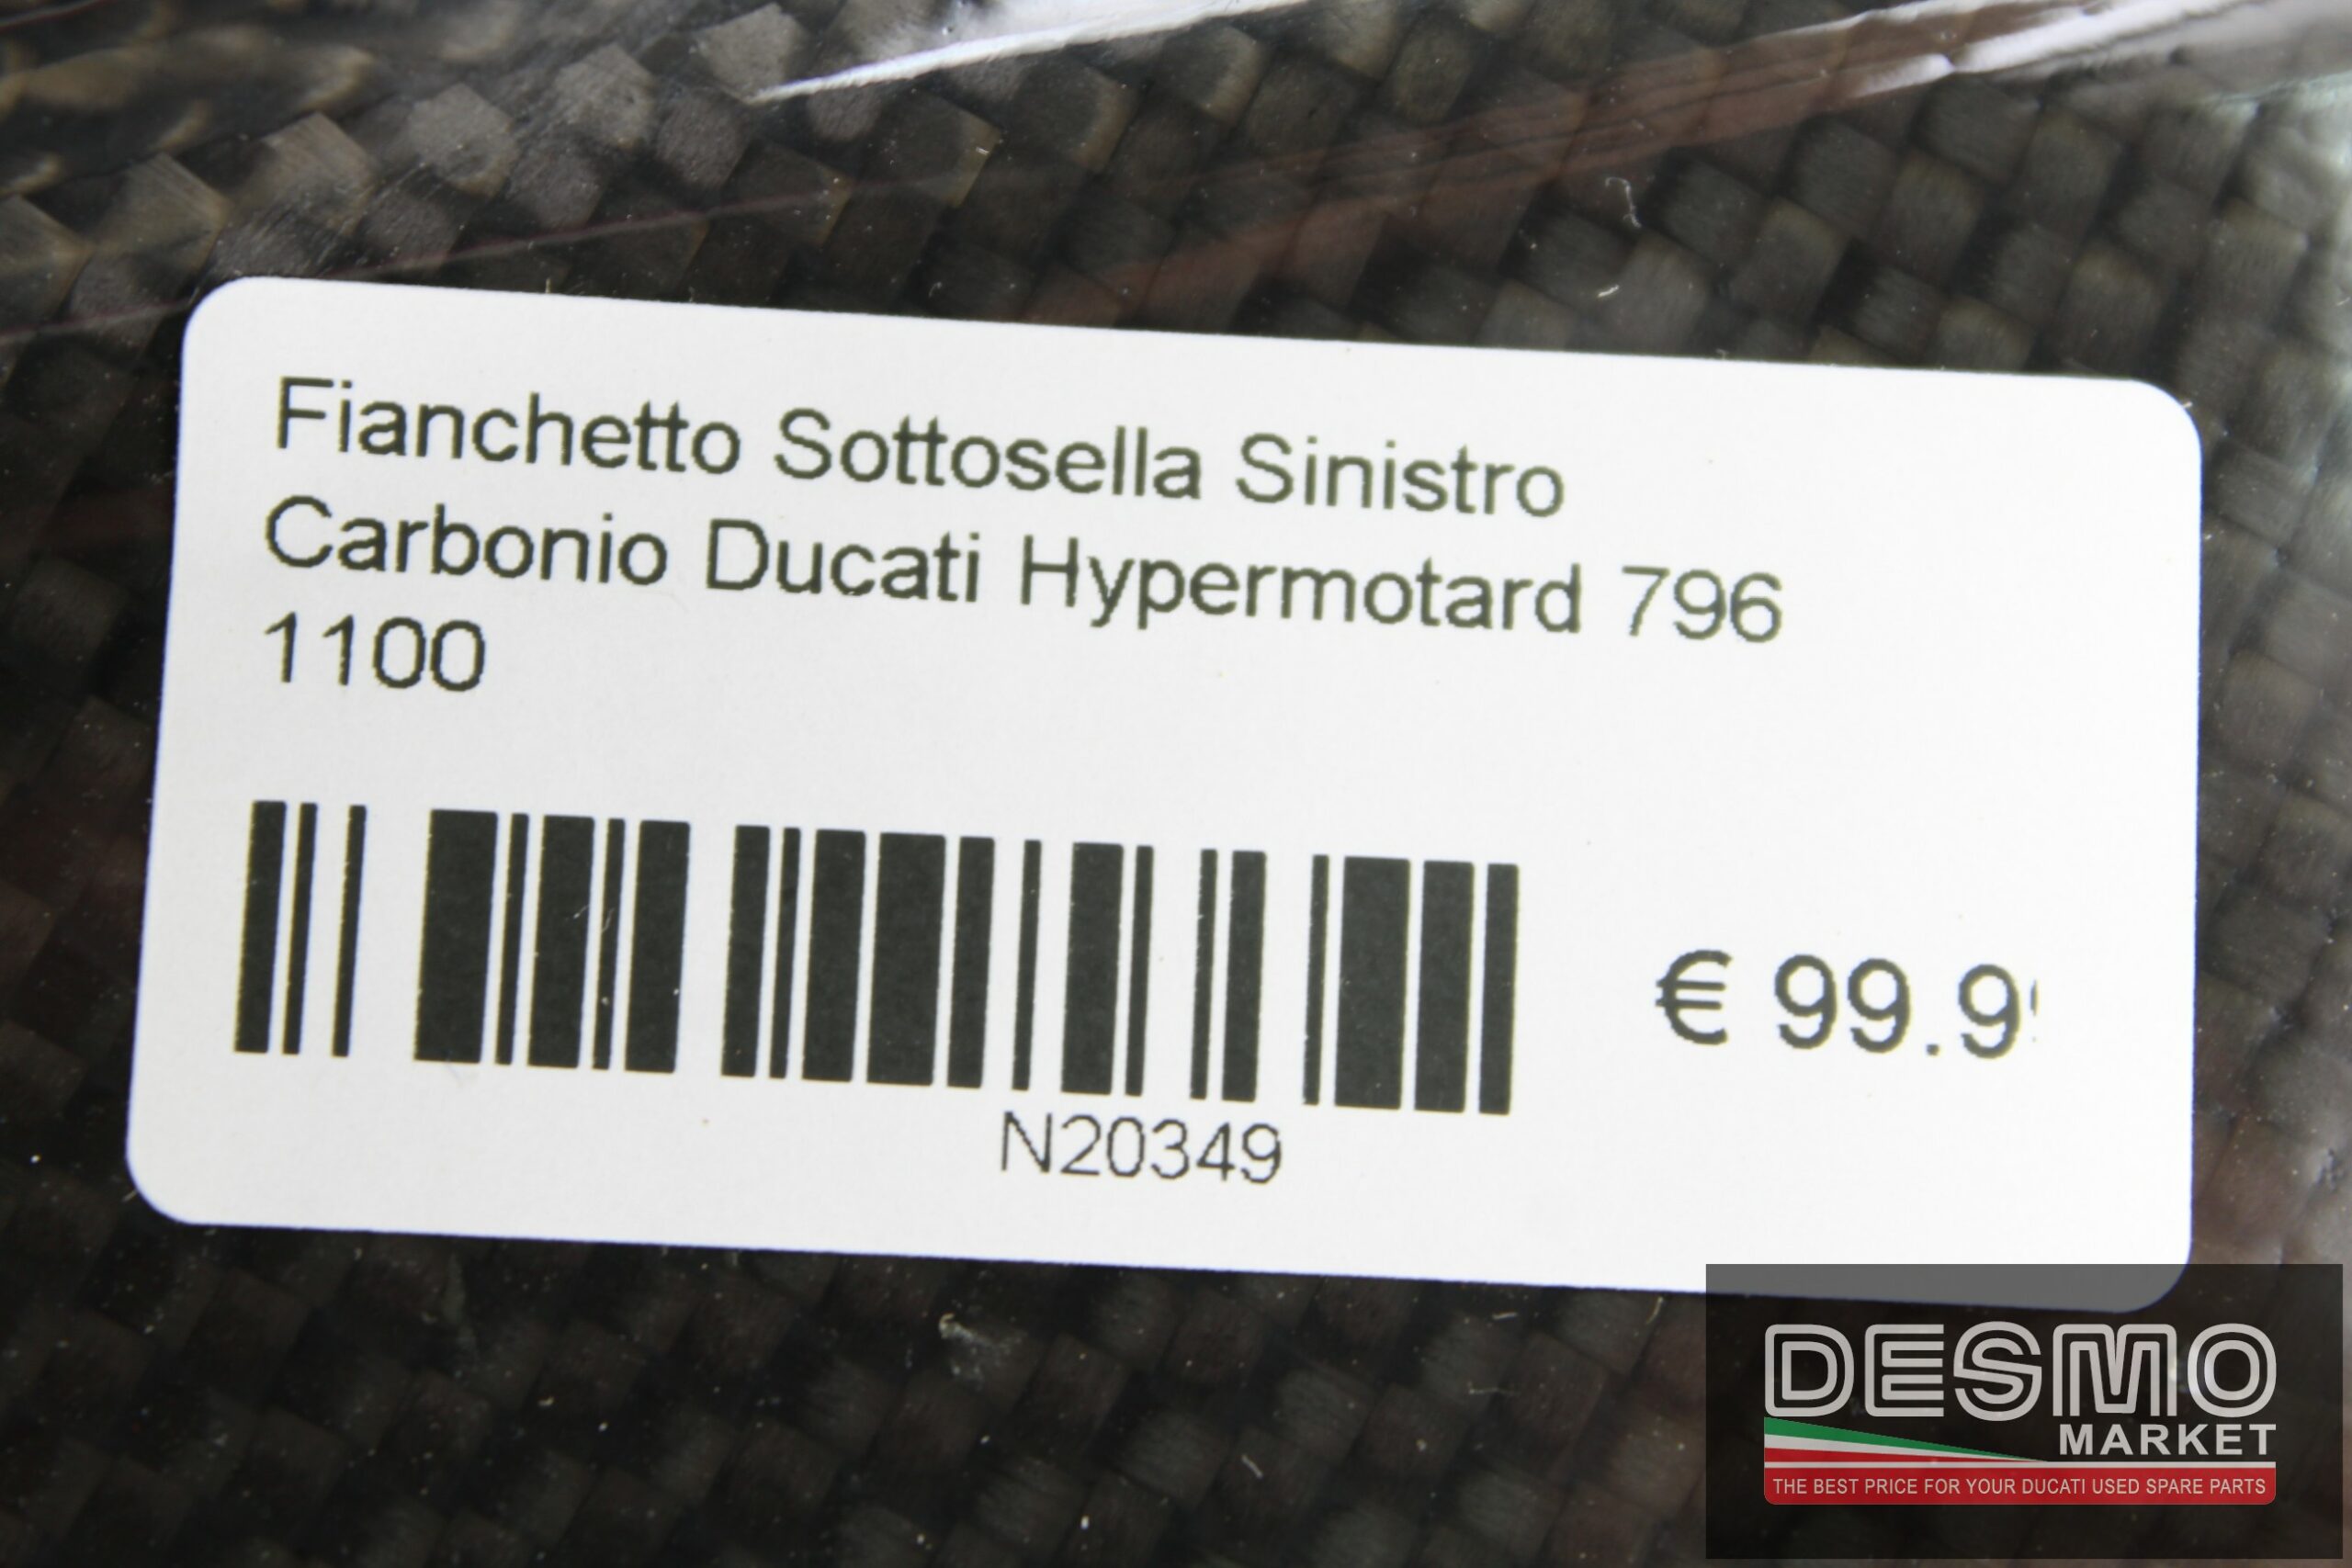 Fianchetto Sottosella Sinistro
Carbonio Ducati Hypermotard 796
1100
€ 99.9
N20349
DESMO
MARKET
THE BEST PRICE FOR YOUR DUCATI USED SPARE PARTS